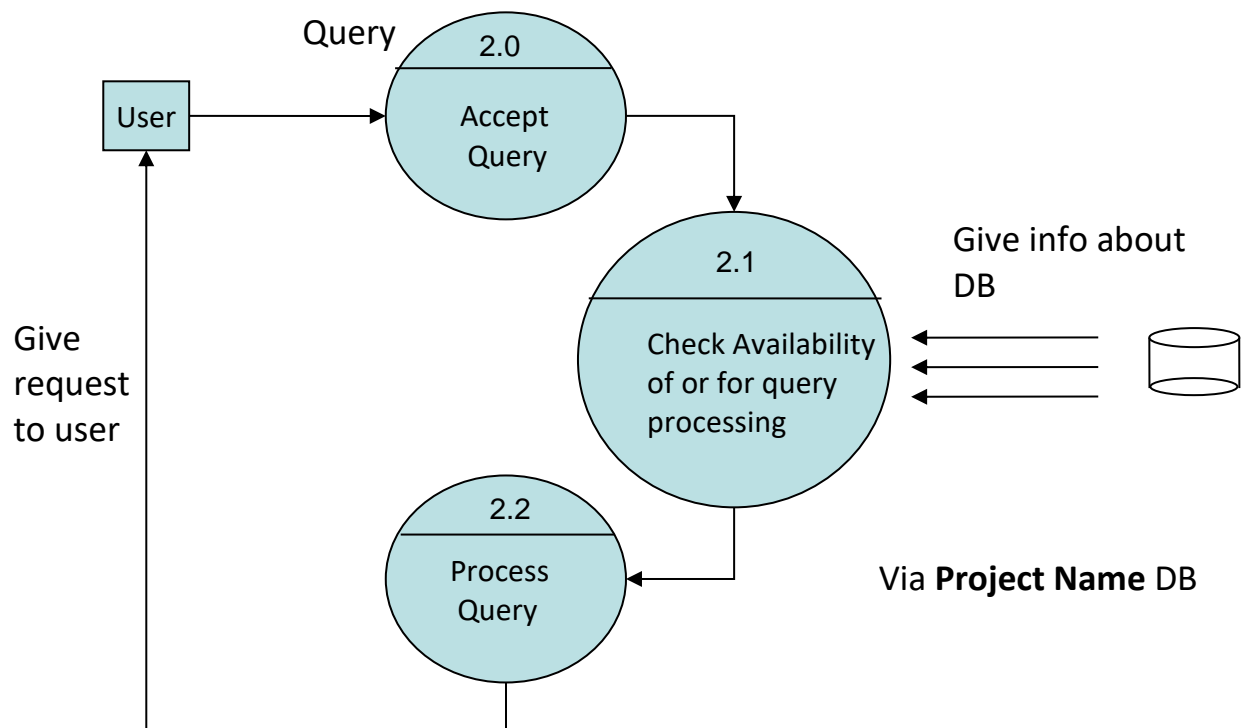 Query
2.0
User
Accept
Query
2.1
Give info about
DB
Check Availability
of or for query
processing
Give
request
to user
2.2
Process
Query
Via Project Name DB